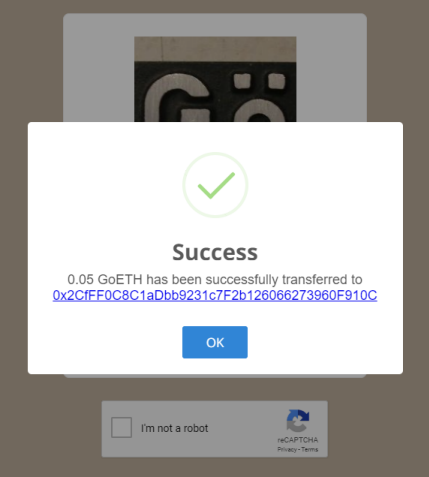 Gö
Success
0.05 GoETH has been successfully transferred to
0x2CfFF0C8C1aDbb9231c7F2b126066273960F910C
OK
I'm not a robot
reCAPTCHA
Privacy - Terms